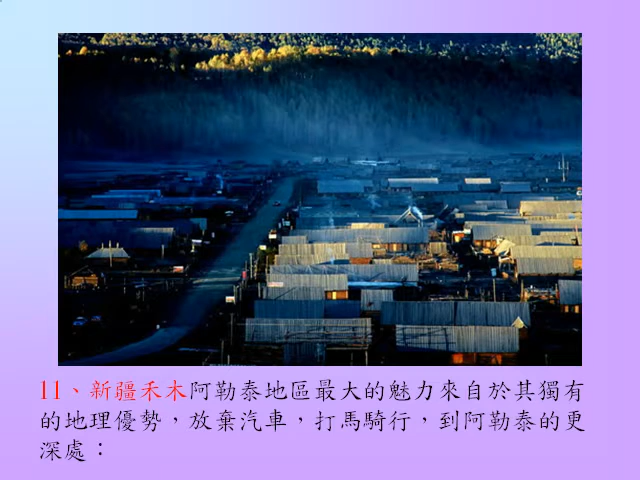 11、新疆禾木阿勒泰地區最大的魅力來自於其獨有
的地理優勢，放棄汽車，打馬騎行，到阿勒泰的更
深處：